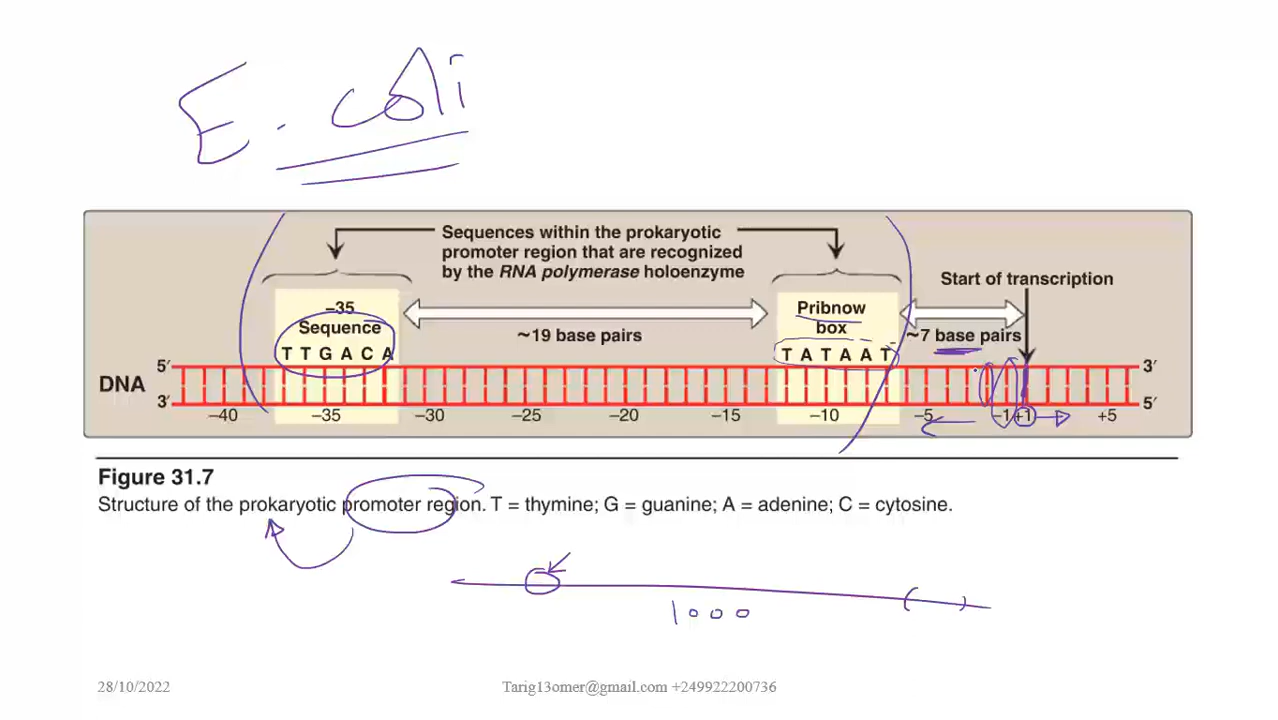 E. coli
Sequences within the prokaryotic
promoter region that are recognized
by the RNA polymerase holoenzyme
Start of transcription
–35
Sequence
T T G A C A
~19 base pairs
Pribnow
box
T A T A A T
~7 base pairs
5′ 3′
DNA
3′ 5′
–40 –35 –30 –25 –20 –15 –10 –5 –1 +1 +5
Figure 31.7
Structure of the prokaryotic promoter region. T = thymine; G = guanine; A = adenine; C = cytosine.
1000
28/10/2022 Tarig13omer@gmail.com +249922200736